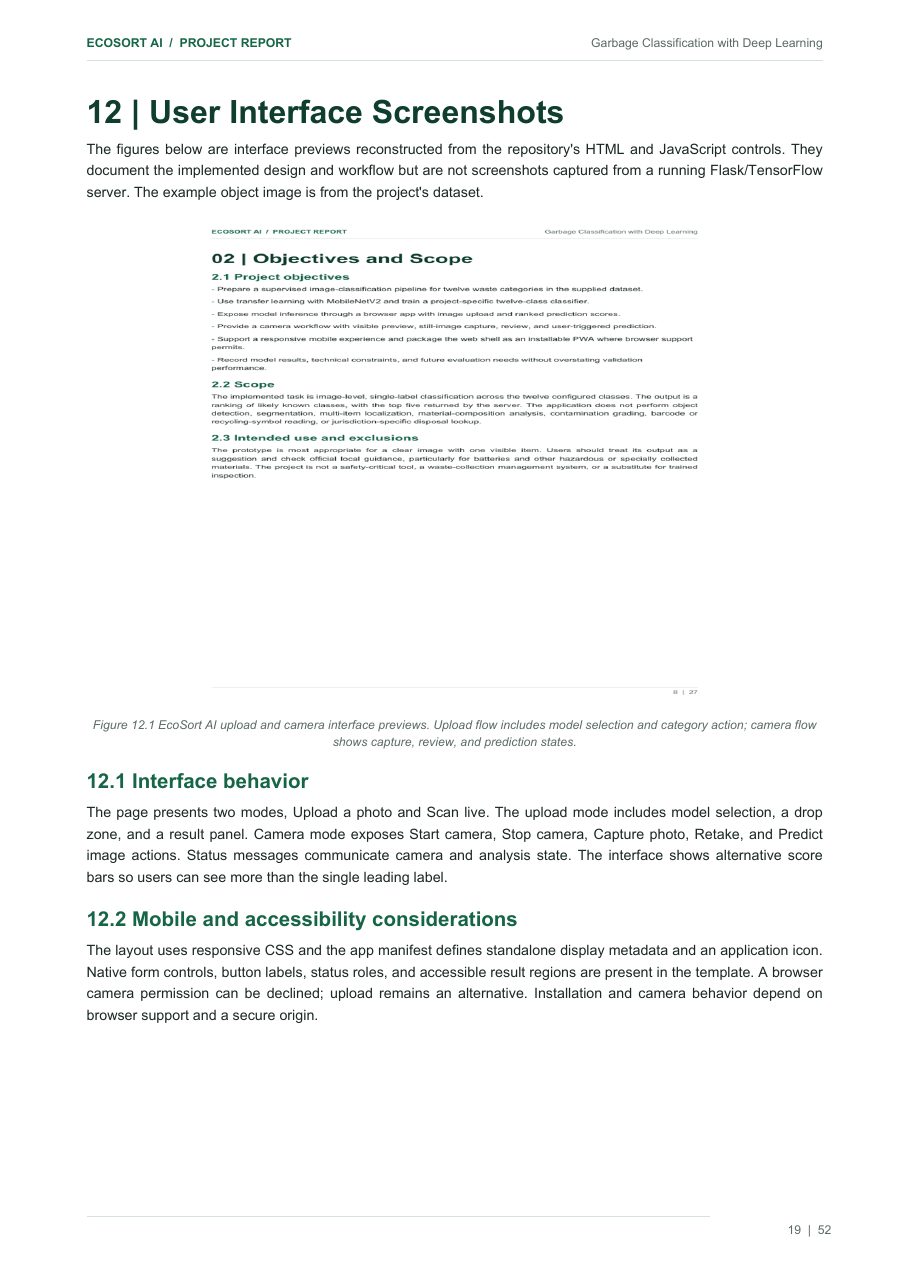 ECOSORT AI / PROJECT REPORT
Garbage Classification with Deep Learning
12 | User Interface Screenshots
The figures below are interface previews reconstructed from the repository's HTML and JavaScript controls. They
document the implemented design and workflow but are not screenshots captured from a running Flask/TensorFlow
server. The example object image is from the project's dataset.
ECOSORT AI / PROJECT REPORT
Garbage Classification with Deep Learning
02 | Objectives and Scope
2.1 Project objectives
- Prepare a supervised image-classification pipeline for twelve waste categories in the supplied dataset.
- Use transfer learning with MobileNetV2 and train a project-specific twelve-class classifier.
- Expose model inference through a browser app with image upload and ranked prediction scores.
- Provide a camera workflow with visible preview, still-image capture, review, and user-triggered prediction.
- Support a responsive mobile experience and package the web shell as an installable PWA where browser support
permits.
- Record model results, technical constraints, and future evaluation needs without overstating validation
performance.
2.2 Scope
The implemented task is image-level, single-label classification across the twelve configured classes. The output is a
ranking of likely known classes, with the top five returned by the server. The application does not perform object
detection, segmentation, multi-item localization, material-composition analysis, contamination grading, barcode or
recycling-symbol reading, or jurisdiction-specific disposal lookup.
2.3 Intended use and exclusions
The prototype is most appropriate for a clear image with one visible item. Users should treat its output as a
suggestion and check official local guidance, particularly for batteries and other hazardous or specially collected
materials. The project is not a safety-critical tool, a waste-collection management system, or a substitute for trained
inspection.
8 | 27
Figure 12.1 EcoSort AI upload and camera interface previews. Upload flow includes model selection and category action; camera flow
shows capture, review, and prediction states.
12.1 Interface behavior
The page presents two modes, Upload a photo and Scan live. The upload mode includes model selection, a drop
zone, and a result panel. Camera mode exposes Start camera, Stop camera, Capture photo, Retake, and Predict
image actions. Status messages communicate camera and analysis state. The interface shows alternative score
bars so users can see more than the single leading label.
12.2 Mobile and accessibility considerations
The layout uses responsive CSS and the app manifest defines standalone display metadata and an application icon.
Native form controls, button labels, status roles, and accessible result regions are present in the template. A browser
camera permission can be declined; upload remains an alternative. Installation and camera behavior depend on
browser support and a secure origin.
19 | 52